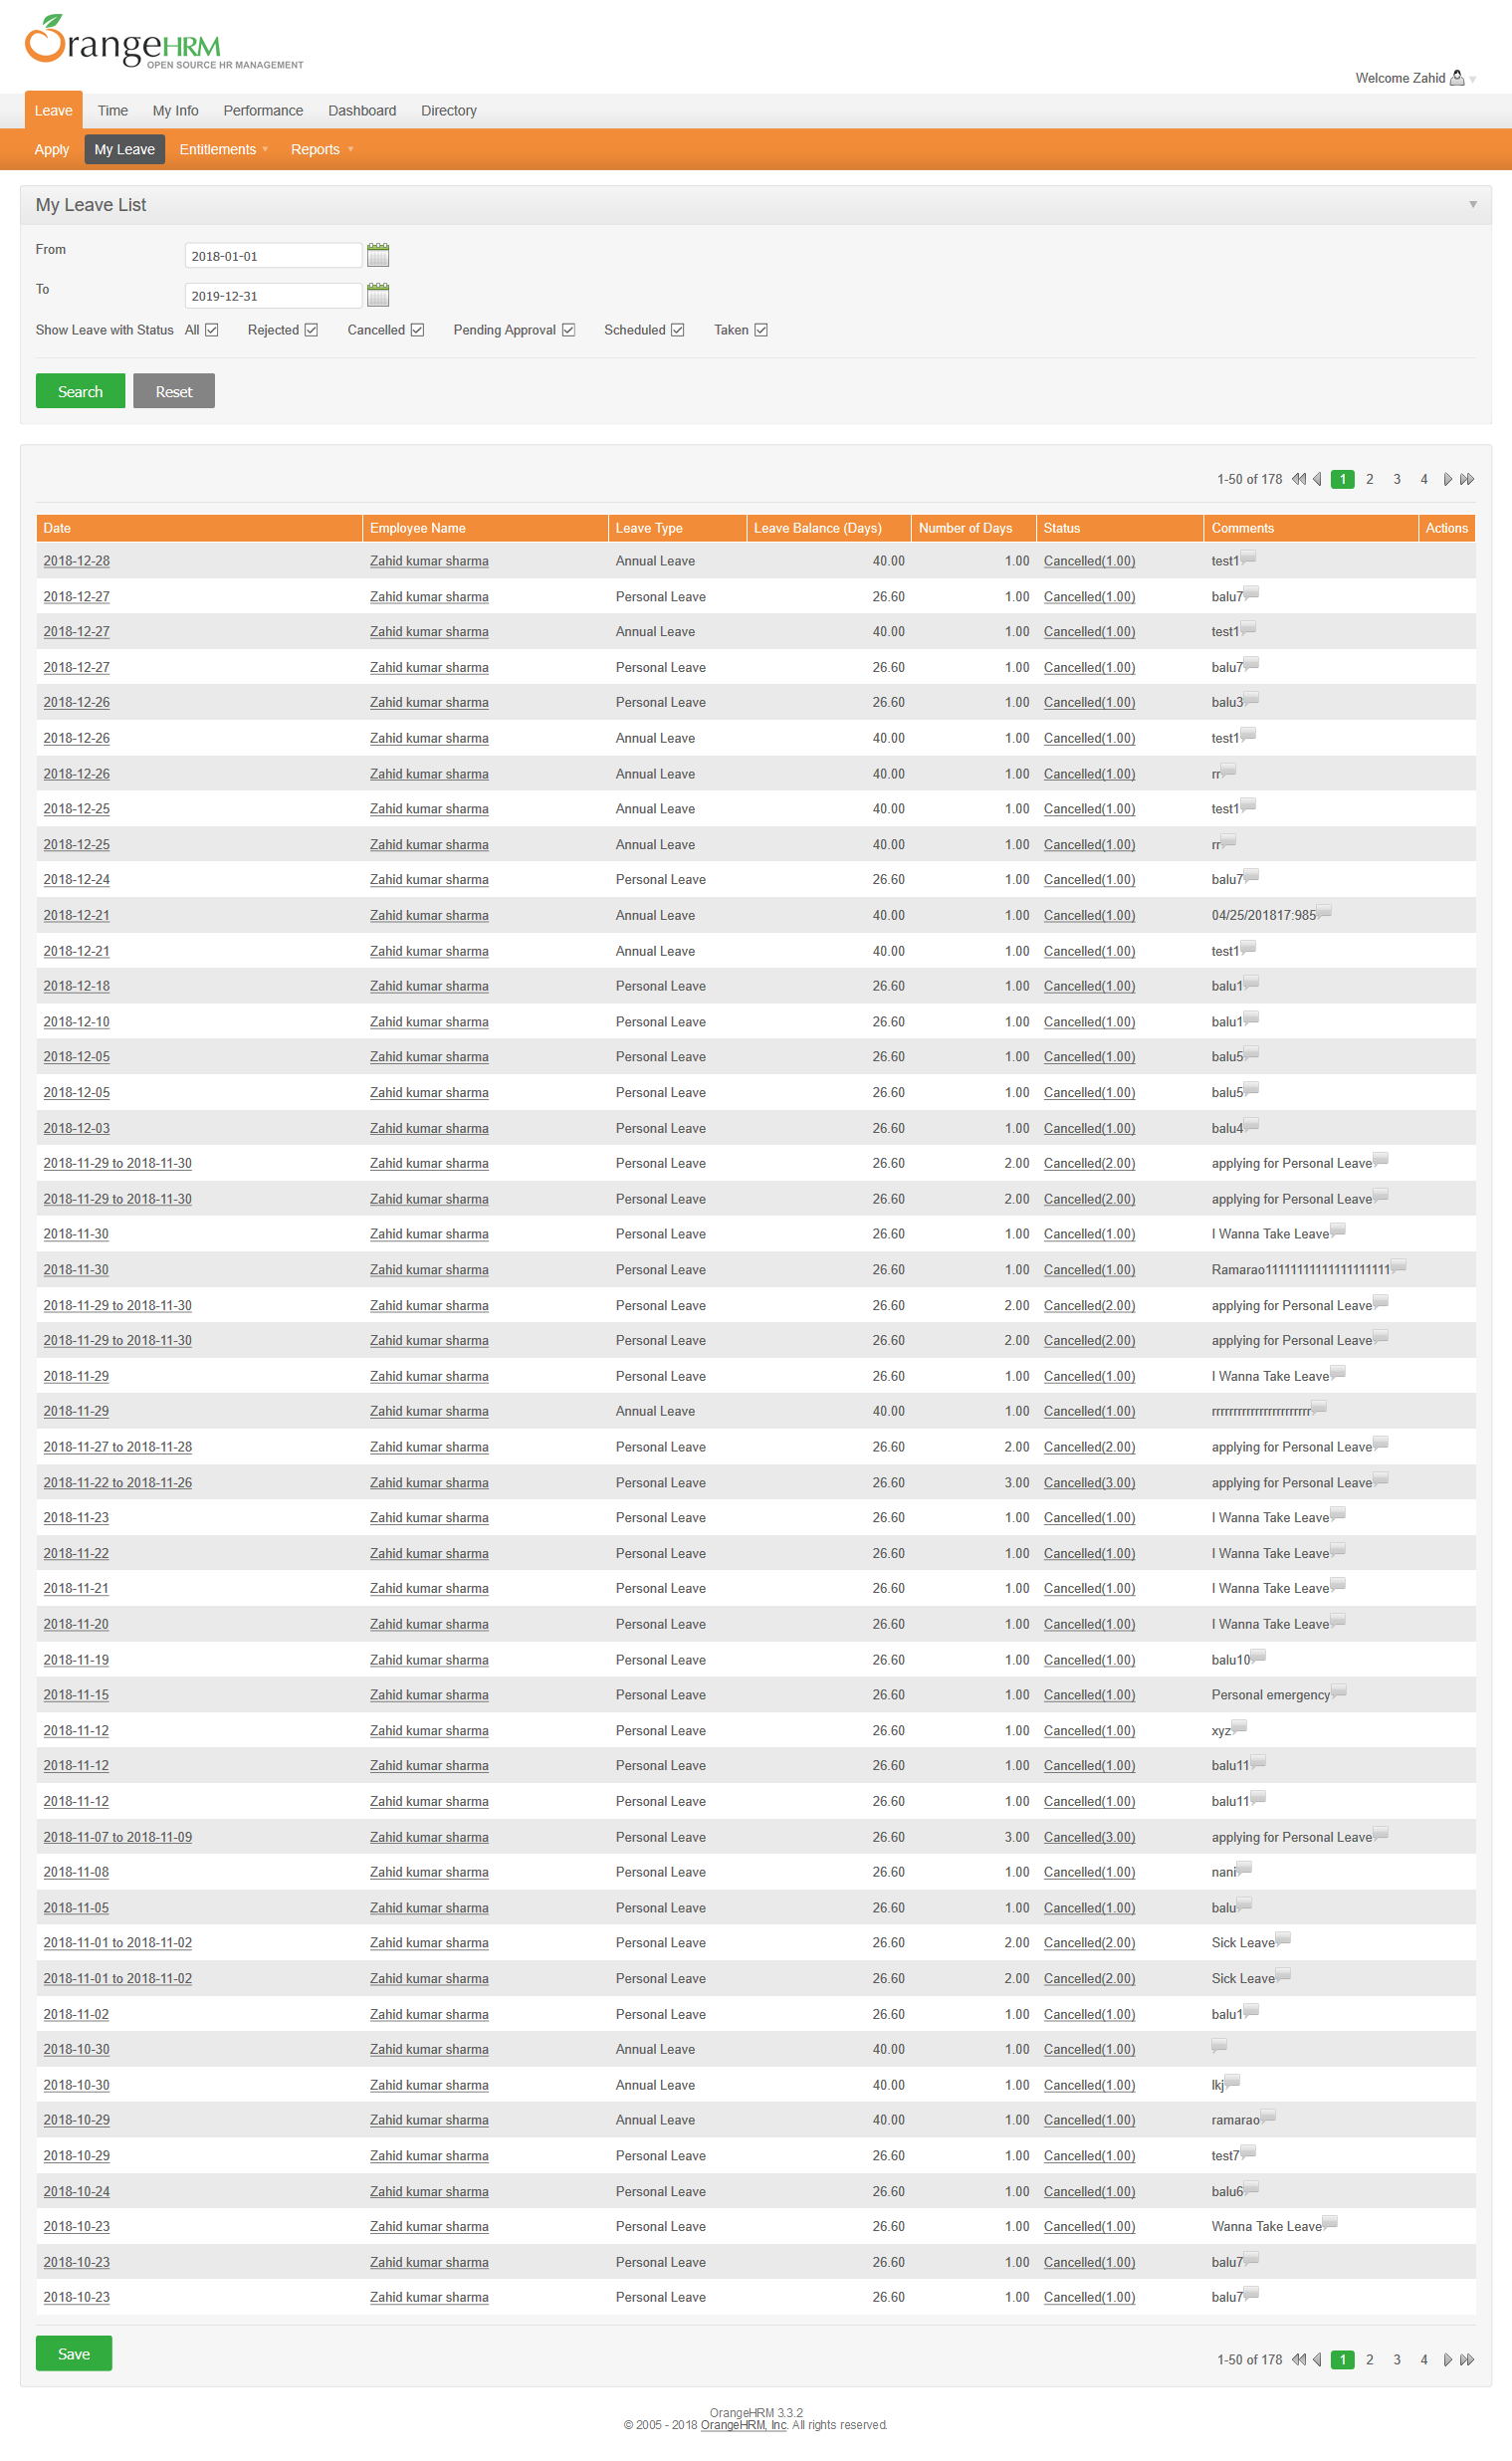 OrangeHRM
OPEN SOURCE HR MANAGEMENT
Welcome Zahid
Leave Time My Info Performance Dashboard Directory
Apply My Leave Entitlements Reports
My Leave List
From 2018-01-01
To 2019-12-31
Show Leave with Status All Rejected Cancelled Pending Approval Scheduled Taken
Search Reset
1-50 of 178 1 2 3 4
Date Employee Name Leave Type Leave Balance (Days) Number of Days Status Comments Actions
2018-12-28 Zahid kumar sharma Annual Leave 40.00 1.00 Cancelled(1.00) test1
2018-12-27 Zahid kumar sharma Personal Leave 26.60 1.00 Cancelled(1.00) balu7
2018-12-27 Zahid kumar sharma Annual Leave 40.00 1.00 Cancelled(1.00) test1
2018-12-27 Zahid kumar sharma Personal Leave 26.60 1.00 Cancelled(1.00) balu7
2018-12-26 Zahid kumar sharma Personal Leave 26.60 1.00 Cancelled(1.00) balu3
2018-12-26 Zahid kumar sharma Annual Leave 40.00 1.00 Cancelled(1.00) test1
2018-12-26 Zahid kumar sharma Annual Leave 40.00 1.00 Cancelled(1.00) rr
2018-12-25 Zahid kumar sharma Annual Leave 40.00 1.00 Cancelled(1.00) test1
2018-12-25 Zahid kumar sharma Annual Leave 40.00 1.00 Cancelled(1.00) rr
2018-12-24 Zahid kumar sharma Personal Leave 26.60 1.00 Cancelled(1.00) balu7
2018-12-21 Zahid kumar sharma Annual Leave 40.00 1.00 Cancelled(1.00) 04/25/201817:985
2018-12-21 Zahid kumar sharma Annual Leave 40.00 1.00 Cancelled(1.00) test1
2018-12-18 Zahid kumar sharma Personal Leave 26.60 1.00 Cancelled(1.00) balu1
2018-12-10 Zahid kumar sharma Personal Leave 26.60 1.00 Cancelled(1.00) balu1
2018-12-05 Zahid kumar sharma Personal Leave 26.60 1.00 Cancelled(1.00) balu5
2018-12-05 Zahid kumar sharma Personal Leave 26.60 1.00 Cancelled(1.00) balu5
2018-12-03 Zahid kumar sharma Personal Leave 26.60 1.00 Cancelled(1.00) balu4
2018-11-29 to 2018-11-30 Zahid kumar sharma Personal Leave 26.60 2.00 Cancelled(2.00) applying for Personal Leave
2018-11-29 to 2018-11-30 Zahid kumar sharma Personal Leave 26.60 2.00 Cancelled(2.00) applying for Personal Leave
2018-11-30 Zahid kumar sharma Personal Leave 26.60 1.00 Cancelled(1.00) I Wanna Take Leave
2018-11-30 Zahid kumar sharma Personal Leave 26.60 1.00 Cancelled(1.00)
2018-11-29 to 2018-11-30 Zahid kumar sharma Personal Leave 26.60 2.00 Cancelled(2.00) applying for Personal Leave
2018-11-29 to 2018-11-30 Zahid kumar sharma Personal Leave 26.60 2.00 Cancelled(2.00) applying for Personal Leave
2018-11-29 Zahid kumar sharma Personal Leave 26.60 1.00 Cancelled(1.00) I Wanna Take Leave
2018-11-29 Zahid kumar sharma Annual Leave 40.00 1.00 Cancelled(1.00)
2018-11-27 to 2018-11-28 Zahid kumar sharma Personal Leave 26.60 2.00 Cancelled(2.00) applying for Personal Leave
2018-11-22 to 2018-11-26 Zahid kumar sharma Personal Leave 26.60 3.00 Cancelled(3.00) applying for Personal Leave
2018-11-23 Zahid kumar sharma Personal Leave 26.60 1.00 Cancelled(1.00) I Wanna Take Leave
2018-11-22 Zahid kumar sharma Personal Leave 26.60 1.00 Cancelled(1.00) I Wanna Take Leave
2018-11-21 Zahid kumar sharma Personal Leave 26.60 1.00 Cancelled(1.00) I Wanna Take Leave
2018-11-20 Zahid kumar sharma Personal Leave 26.60 1.00 Cancelled(1.00) I Wanna Take Leave
2018-11-19 Zahid kumar sharma Personal Leave 26.60 1.00 Cancelled(1.00) balu10
2018-11-15 Zahid kumar sharma Personal Leave 26.60 1.00 Cancelled(1.00) Personal emergency
2018-11-12 Zahid kumar sharma Personal Leave 26.60 1.00 Cancelled(1.00) xyz
2018-11-12 Zahid kumar sharma Personal Leave 26.60 1.00 Cancelled(1.00) balu11
2018-11-12 Zahid kumar sharma Personal Leave 26.60 1.00 Cancelled(1.00) balu11
2018-11-07 to 2018-11-09 Zahid kumar sharma Personal Leave 26.60 3.00 Cancelled(3.00) applying for Personal Leave
2018-11-08 Zahid kumar sharma Personal Leave 26.60 1.00 Cancelled(1.00) nani
2018-11-05 Zahid kumar sharma Personal Leave 26.60 1.00 Cancelled(1.00) balu
2018-11-01 to 2018-11-02 Zahid kumar sharma Personal Leave 26.60 2.00 Cancelled(2.00) Sick Leave
2018-11-01 to 2018-11-02 Zahid kumar sharma Personal Leave 26.60 2.00 Cancelled(2.00) Sick Leave
2018-11-02 Zahid kumar sharma Personal Leave 26.60 1.00 Cancelled(1.00) balu1
2018-10-30 Zahid kumar sharma Annual Leave 40.00 1.00 Cancelled(1.00)
2018-10-30 Zahid kumar sharma Annual Leave 40.00 1.00 Cancelled(1.00) lkj
2018-10-29 Zahid kumar sharma Annual Leave 40.00 1.00 Cancelled(1.00) ramarao
2018-10-29 Zahid kumar sharma Personal Leave 26.60 1.00 Cancelled(1.00) test7
2018-10-24 Zahid kumar sharma Personal Leave 26.60 1.00 Cancelled(1.00) balu6
2018-10-23 Zahid kumar sharma Personal Leave 26.60 1.00 Cancelled(1.00) Wanna Take Leave
2018-10-23 Zahid kumar sharma Personal Leave 26.60 1.00 Cancelled(1.00) balu7
2018-10-23 Zahid kumar sharma Personal Leave 26.60 1.00 Cancelled(1.00) balu7
Save 1-50 of 178 1 2 3 4
OrangeHRM 3.3.2
© 2005 - 2018 OrangeHRM, Inc. All rights reserved.